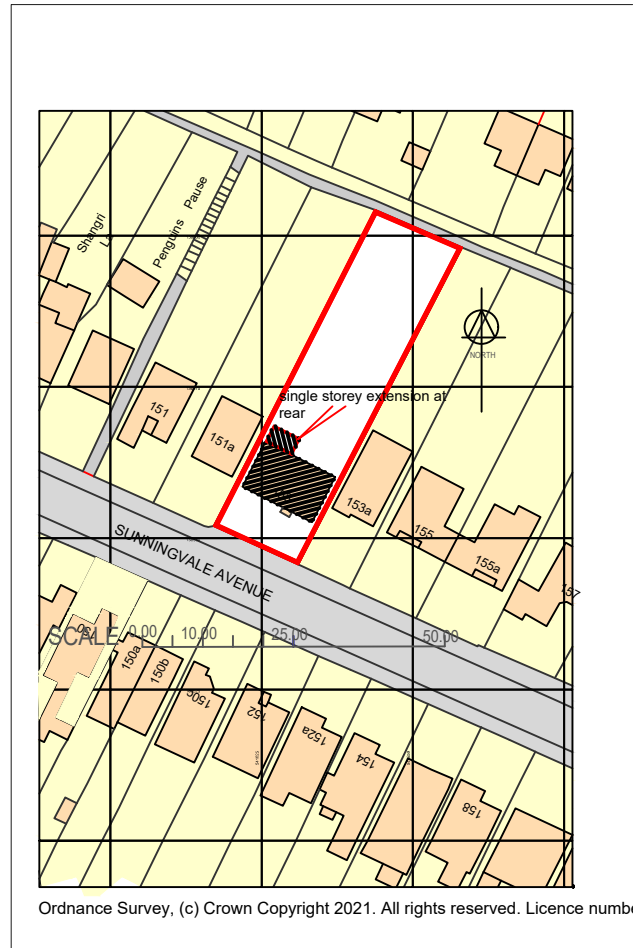 Shangri
La
Penguins Pause
NORTH
single storey extension at
rear
151
151a
153a
155
155a
157
SUNNINGVALE AVENUE
SCALE 0.00 10.00 25.00 50.00
150a
150b
150c
152
152a
154
158
Ordnance Survey, (c) Crown Copyright 2021. All rights reserved. Licence numbe